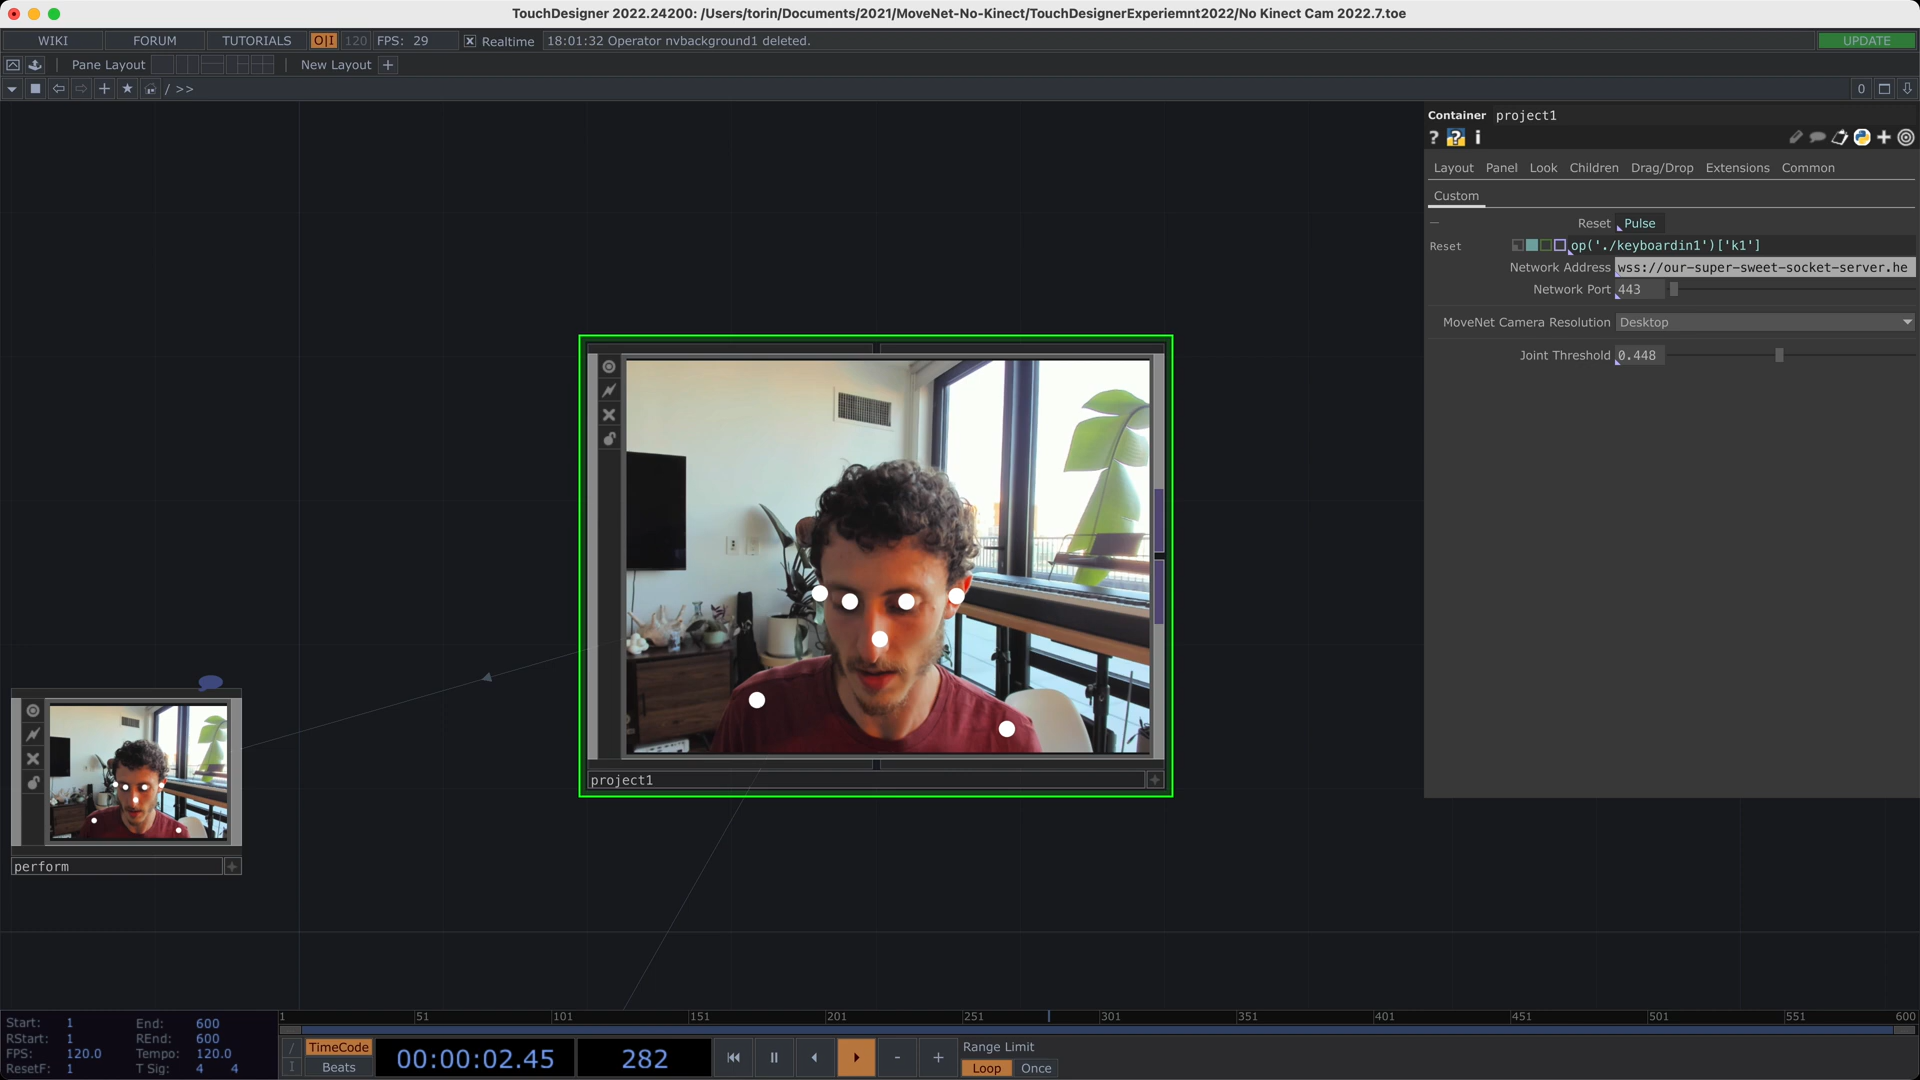 TouchDesigner 2022.24200: /Users/torin/Documents/2021/MoveNet-No-Kinect/TouchDesignerExperiemnt2022/No Kinect Cam 2022.7.toe
WIKI FORUM TUTORIALS O|I 120 FPS: 29 Realtime 18:01:32 Operator nvbackground1 deleted. UPDATE
Pane Layout New Layout +
/ >> 0
Container project1
? ? i
Layout Panel Look Children Drag/Drop Extensions Common
Custom
Reset Pulse
Reset op('./keyboardin1')['k1']
Network Address wss://our-super-sweet-socket-server.he
Network Port 443
MoveNet Camera Resolution Desktop
Joint Threshold 0.448
project1
perform
1 51 101 151 201 251 301 351 401 451 501 551 600
Start: 1 End: 600
RStart: 1 REnd: 600
FPS: 120.0 Tempo: 120.0
ResetF: 1 T Sig: 4 4
TimeCode
Beats
00:00:02.45 282
- +
Range Limit
Loop Once